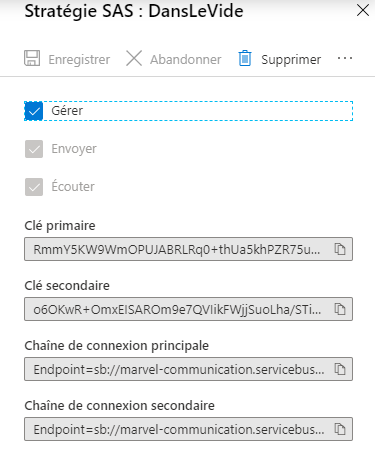 Stratégie SAS : DansLeVide
Enregistrer Abandonner Supprimer ...
Gérer
Envoyer
Écouter
Clé primaire
RmmY5KW9WmOPUJABRLRq0+thUa5khPZR75u...
Clé secondaire
o6OKwR+OmxEISAROm9e7QVIikFWjjSuoLha/STi...
Chaîne de connexion principale
Endpoint=sb://marvel-communication.servicebus...
Chaîne de connexion secondaire
Endpoint=sb://marvel-communication.servicebus...